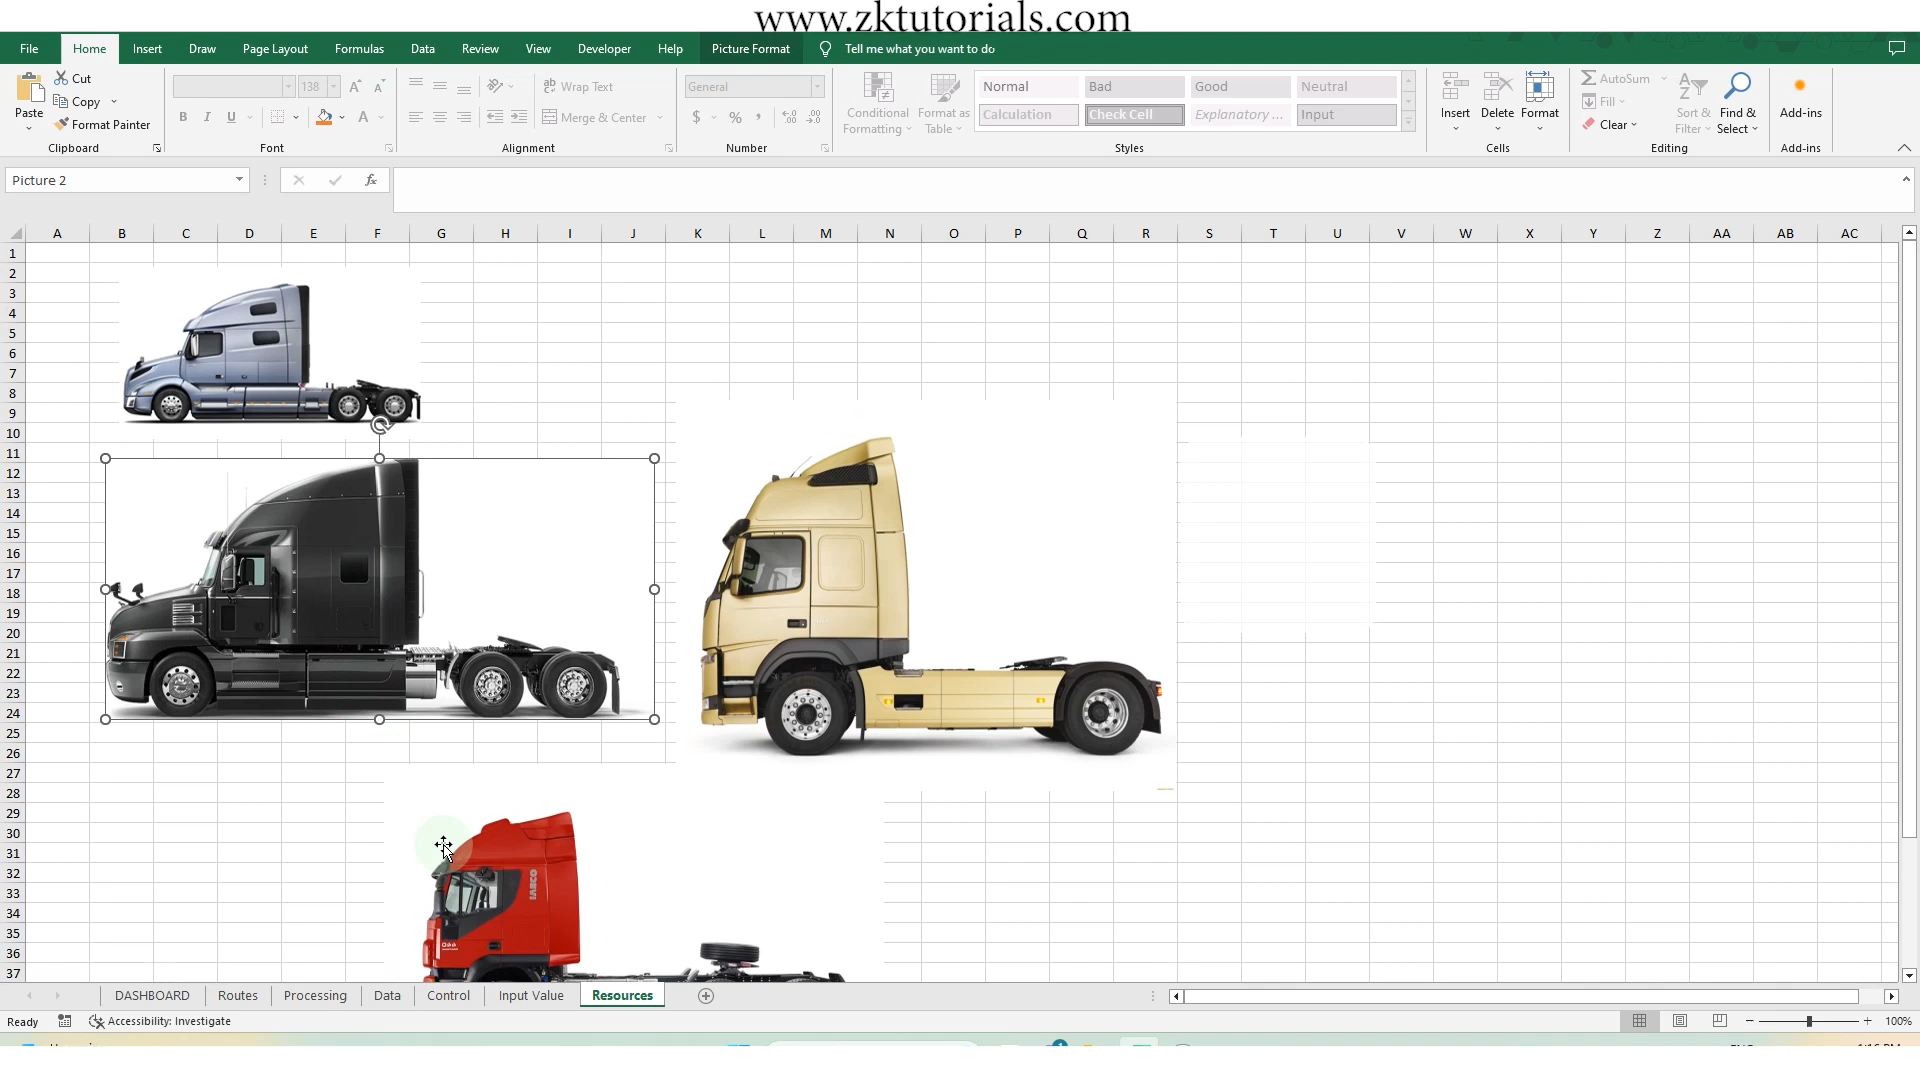 www.zktutorials.com
File Home Insert Draw Page Layout Formulas Data Review View Developer Help Picture Format Tell me what you want to do
Cut
Copy
Format Painter
Paste
Clipboard
138
B I U
Font
Wrap Text
Merge & Center
Alignment
General
$ % ,
Number
Conditional Formatting
Format as Table
Normal Bad Good Neutral
Calculation Check Cell Explanatory ... Input
Styles
Insert Delete Format
Cells
AutoSum
Fill
Clear
Sort & Filter
Find & Select
Editing
Add-ins
Add-ins
Picture 2
fx
A B C D E F G H I J K L M N O P Q R S T U V W X Y Z AA AB AC
1
2
3
4
5
6
7
8
9
10
11
12
13
14
15
16
17
18
19
20
21
22
23
24
25
26
27
28
29
30
31
32
33
34
35
36
37
IVECO
DASHBOARD Routes Processing Data Control Input Value Resources
Ready Accessibility: Investigate 100%